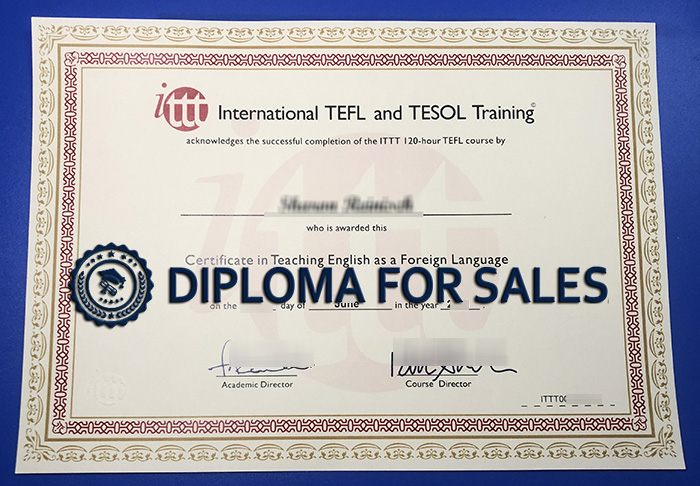 ittt International TEFL and TESOL Training©
acknowledges the successful completion of the ITTT 120-hour TEFL course by
who is awarded this
Certificate in Teaching English as a Foreign Language
DIPLOMA FOR SALES
on the day of June in the year
Academic Director
Course Director
ITTT0